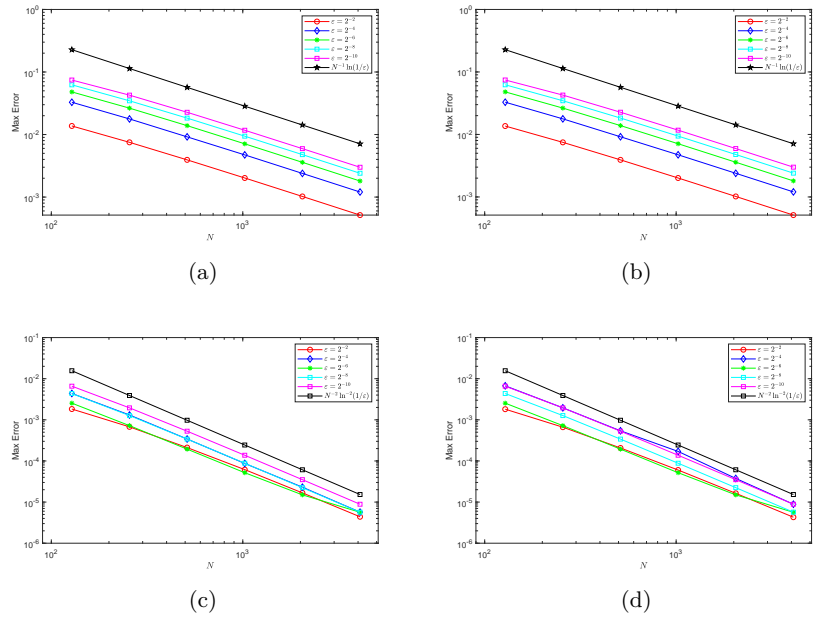 10^0
10^-1
10^-2
10^-3
Max Error
10^2
10^3
N
ε = 2^-2
ε = 2^-4
ε = 2^-6
ε = 2^-8
ε = 2^-10
N^-1 ln(1/ε)
(a)
10^0
10^-1
10^-2
10^-3
Max Error
10^2
10^3
N
ε = 2^-2
ε = 2^-4
ε = 2^-6
ε = 2^-8
ε = 2^-10
N^-1 ln(1/ε)
(b)
10^-1
10^-2
10^-3
10^-4
10^-5
10^-6
Max Error
10^2
10^3
N
ε = 2^-2
ε = 2^-4
ε = 2^-6
ε = 2^-8
ε = 2^-10
N^-2 ln^-2(1/ε)
(c)
10^-1
10^-2
10^-3
10^-4
10^-5
10^-6
Max Error
10^2
10^3
N
ε = 2^-2
ε = 2^-4
ε = 2^-6
ε = 2^-8
ε = 2^-10
N^-2 ln^-2(1/ε)
(d)